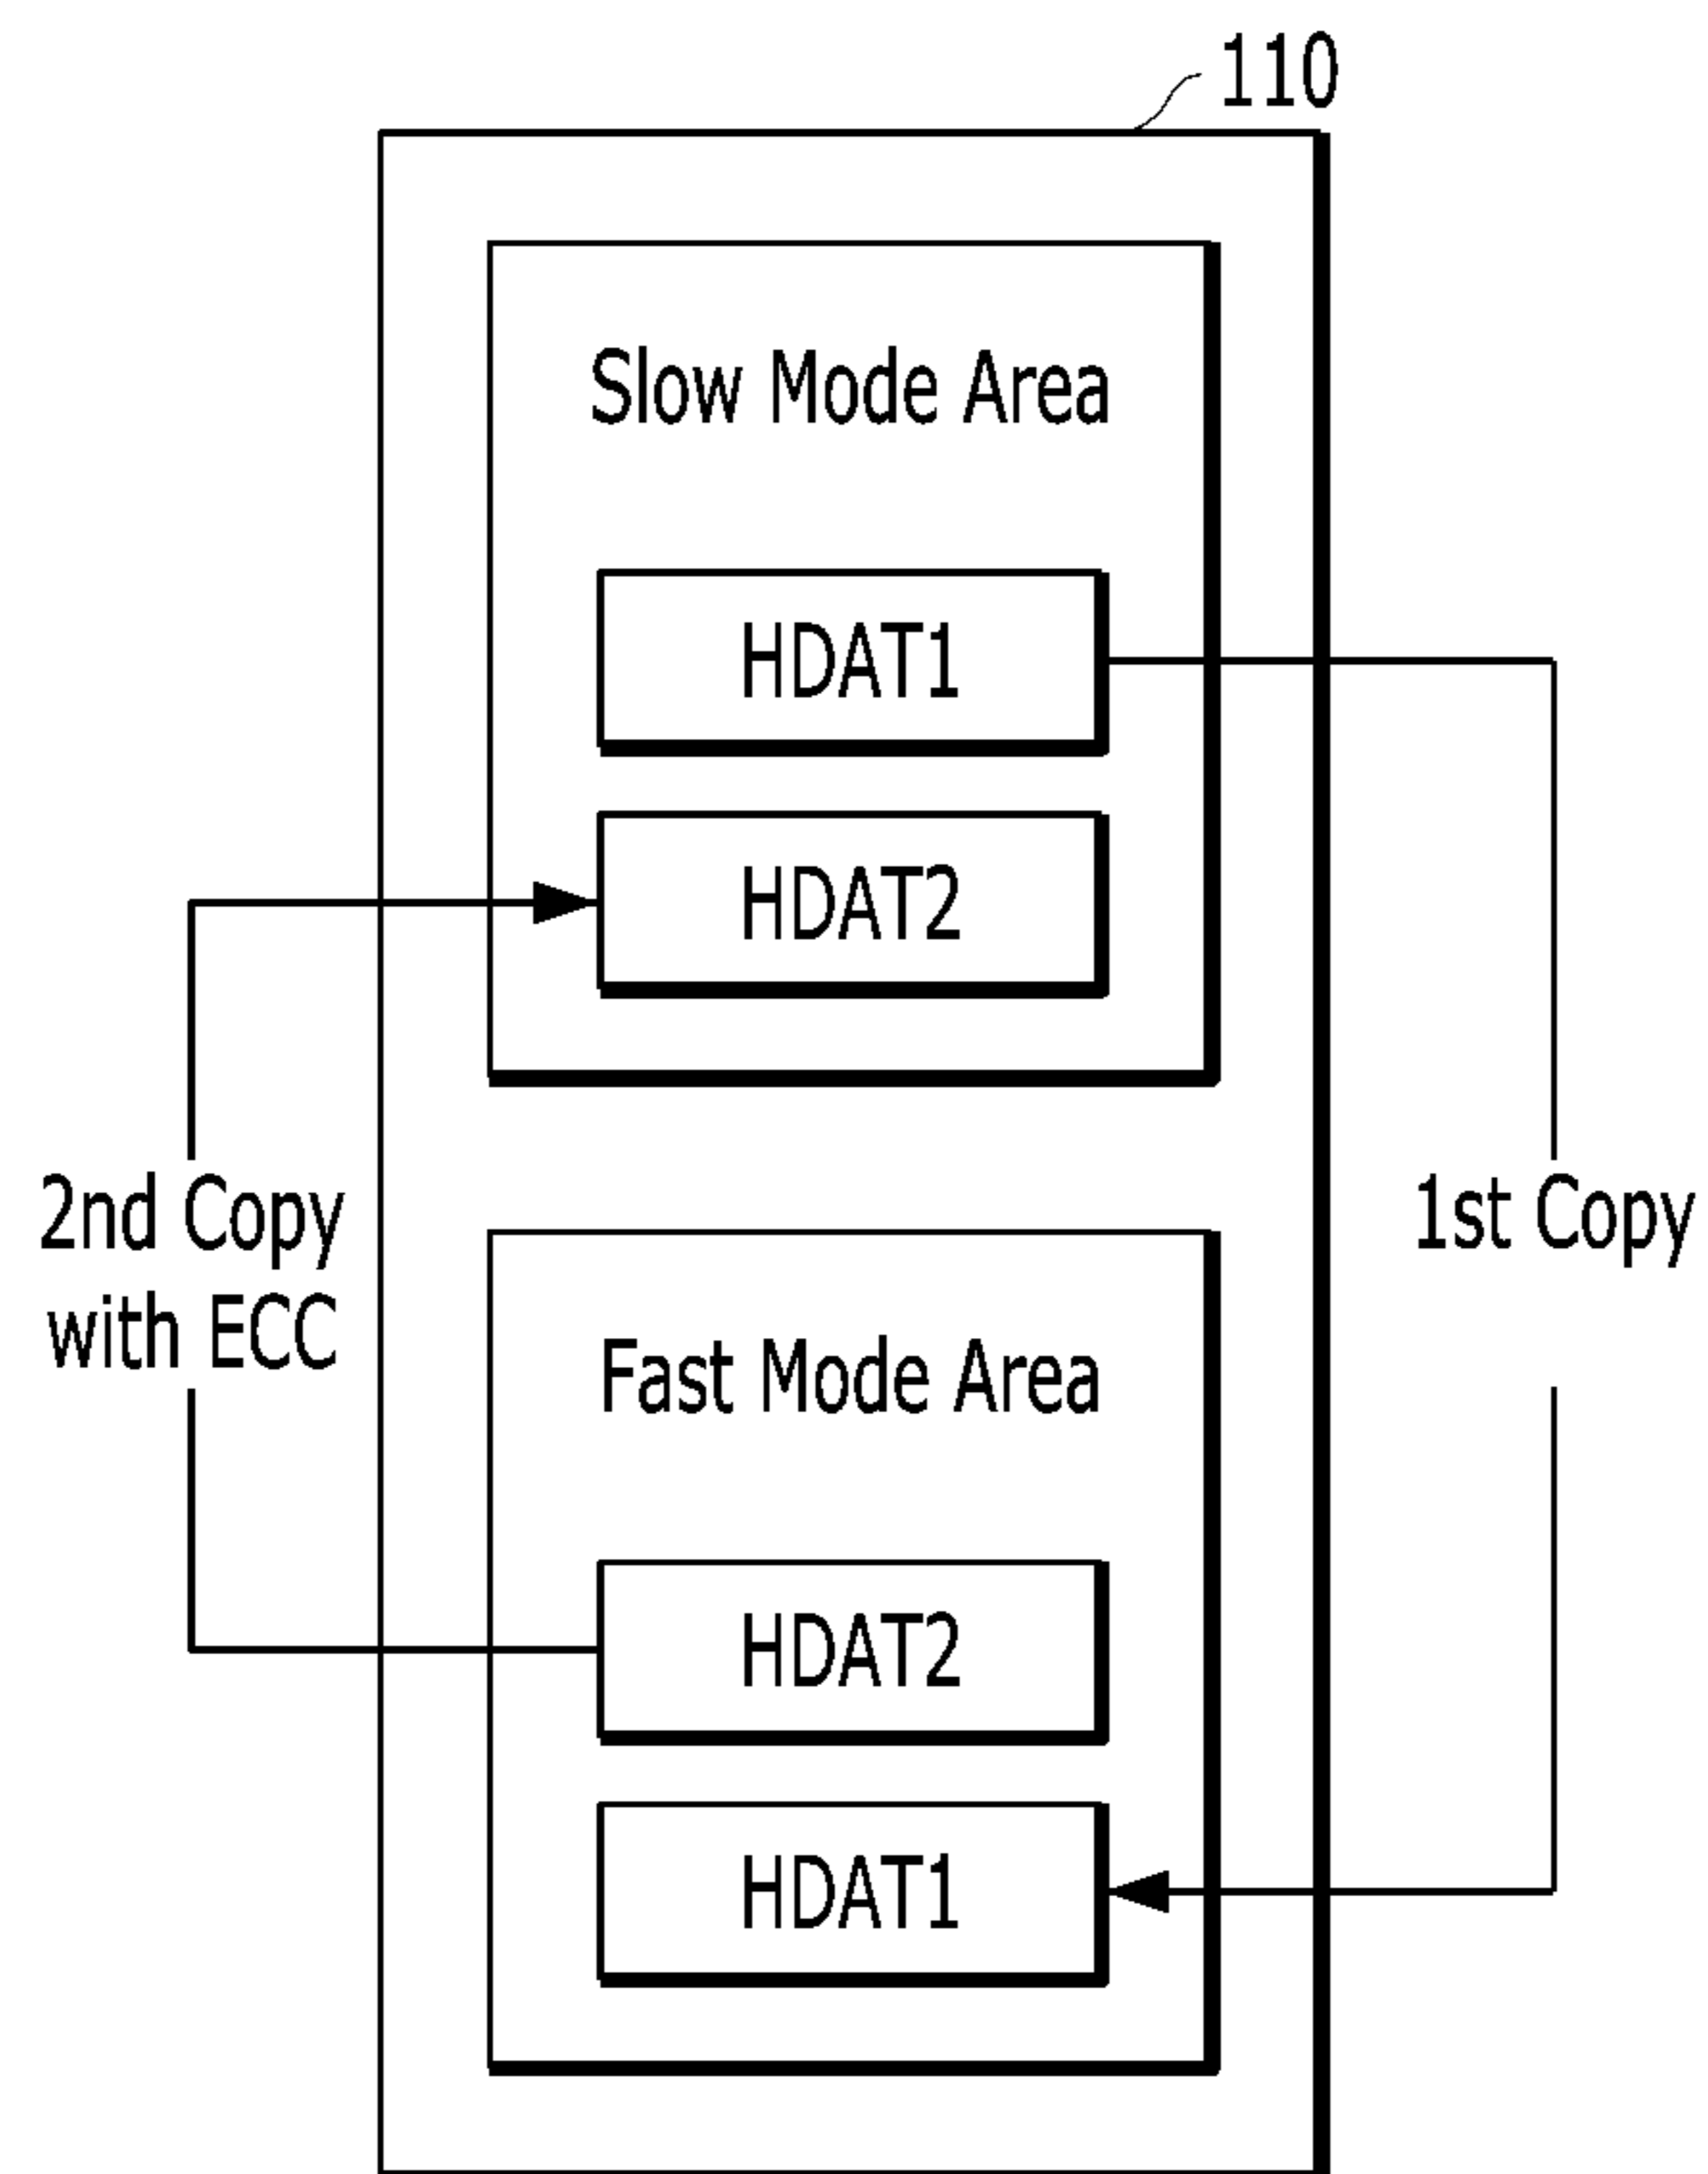 110
Slow Mode Area
HDAT1
HDAT2
2nd Copy
with ECC
1st Copy
Fast Mode Area
HDAT2
HDAT1